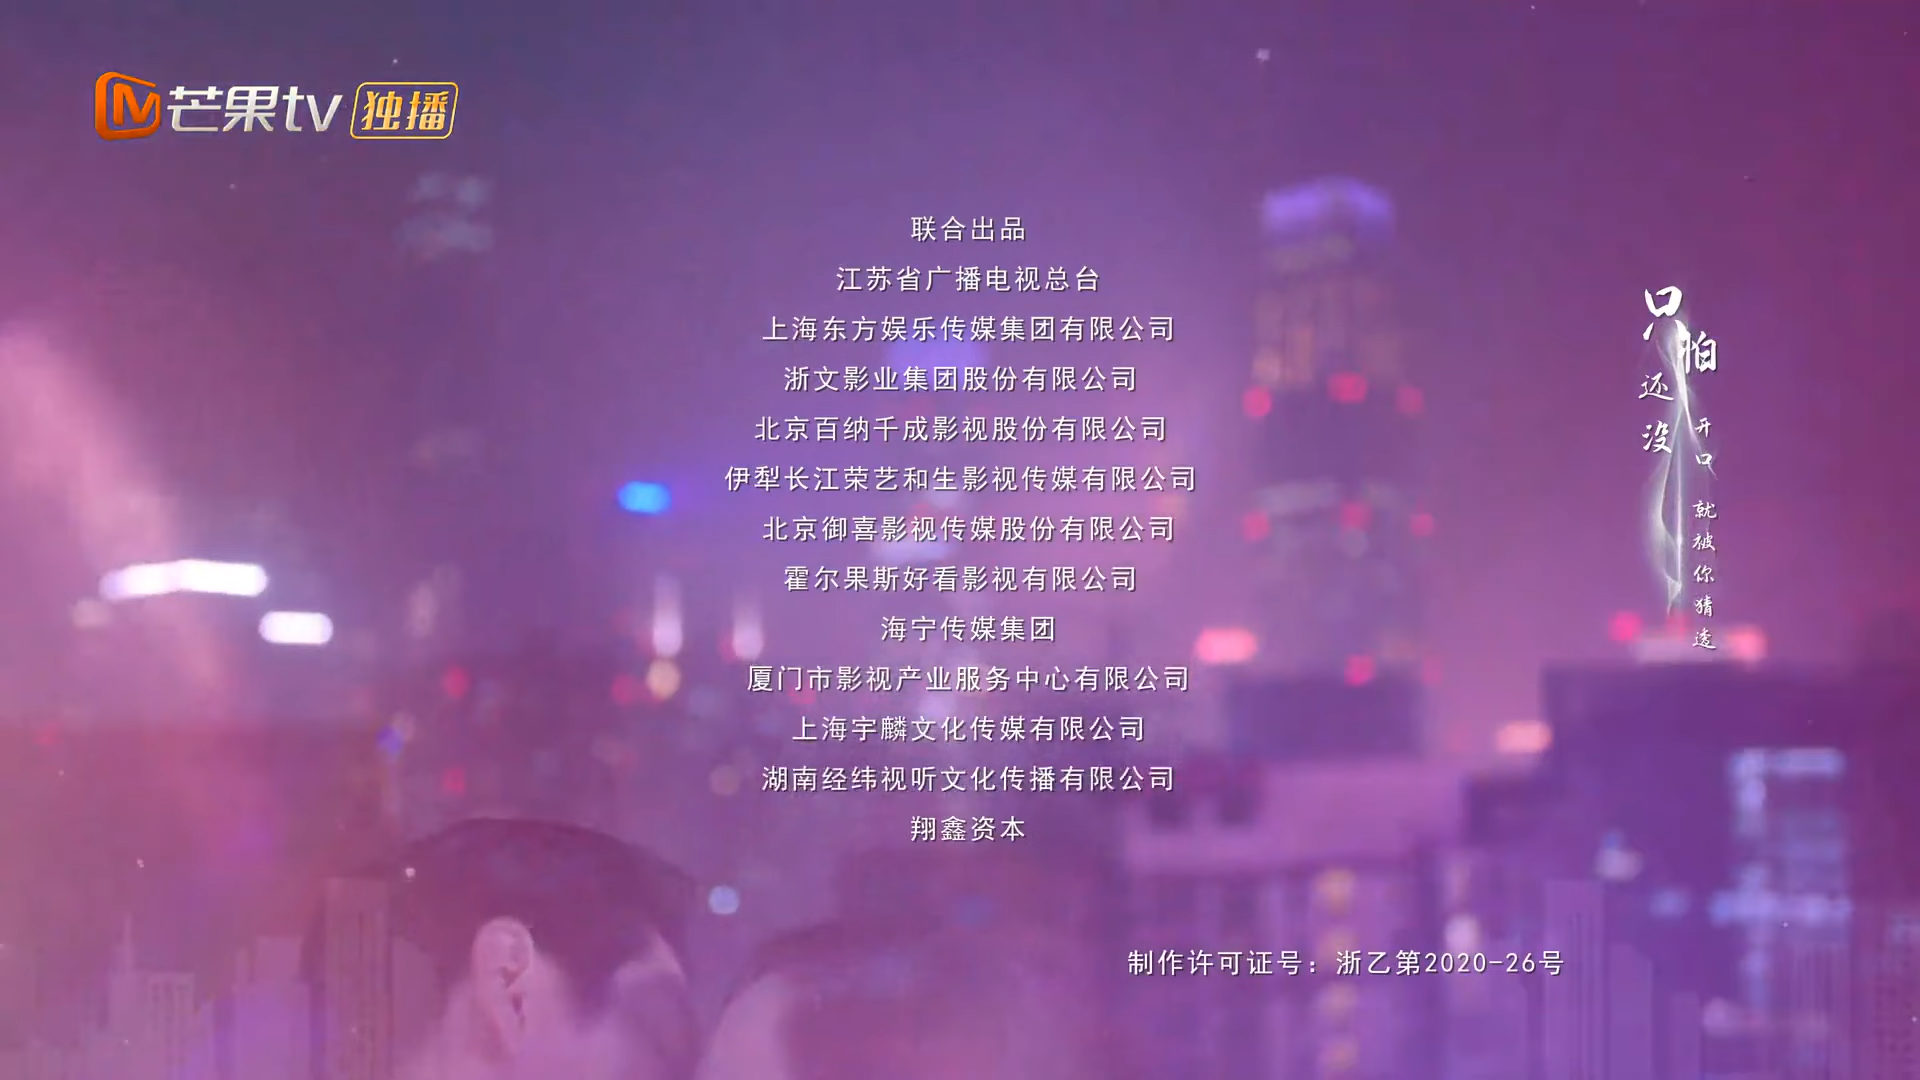 芒果tv 独播
联合出品
江苏省广播电视总台
上海东方娱乐传媒集团有限公司
浙文影业集团股份有限公司
北京百纳千成影视股份有限公司
伊犁长江荣艺和生影视传媒有限公司
北京御喜影视传媒股份有限公司
霍尔果斯好看影视有限公司
海宁传媒集团
厦门市影视产业服务中心有限公司
上海宇麟文化传媒有限公司
湖南经纬视听文化传播有限公司
翔鑫资本
只怕
还没
开口
就被你猜透
制作许可证号：浙乙第2020-26号